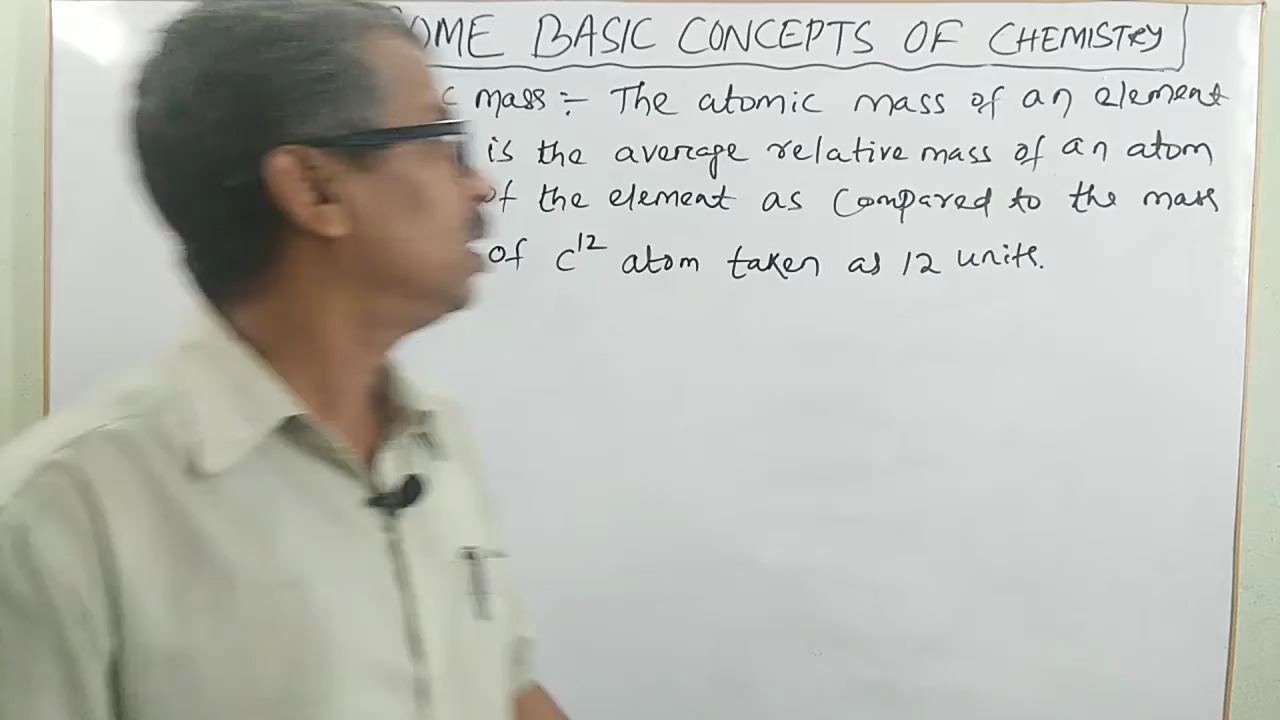 OME BASIC CONCEPTS OF CHEMISTRY
c mass :- The atomic mass of an element
is the average relative mass of an atom
of the element as compared to the mass
of C¹² atom taken as 12 units.